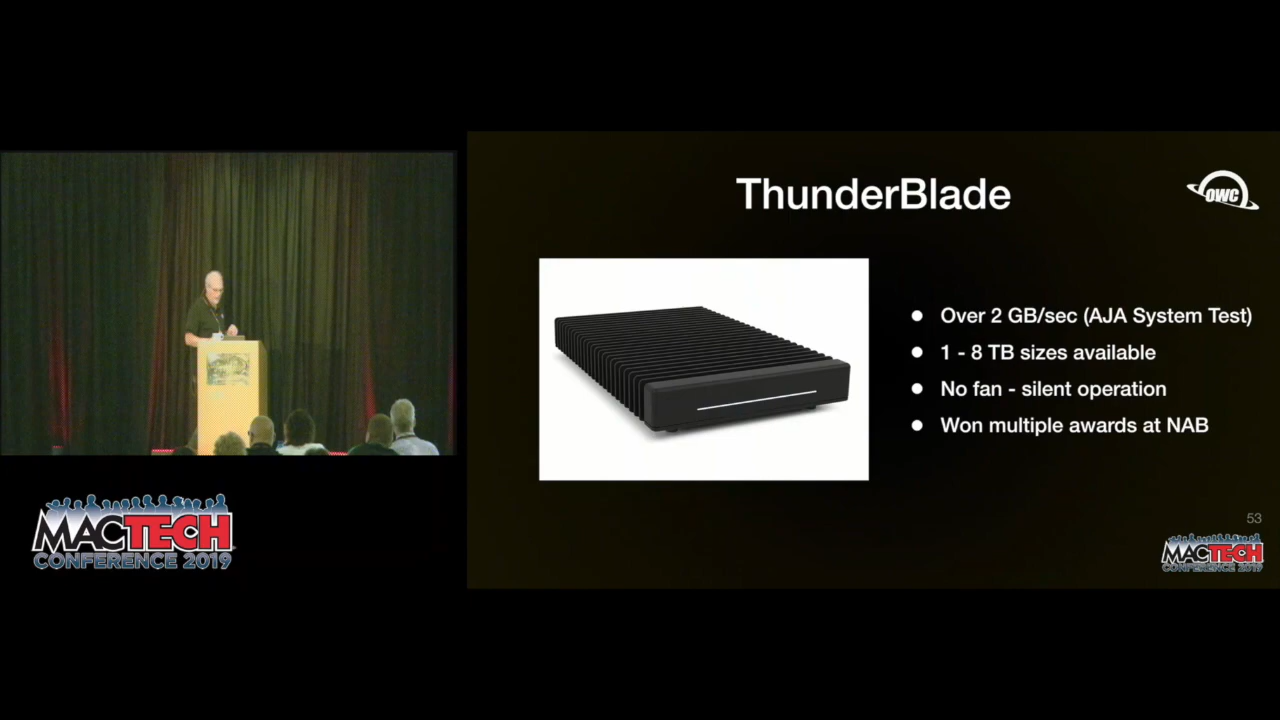 ThunderBlade
OWC
Over 2 GB/sec (AJA System Test)
1 - 8 TB sizes available
No fan - silent operation
Won multiple awards at NAB
53
MACTECH
CONFERENCE 2019
MACTECH
CONFERENCE 2019